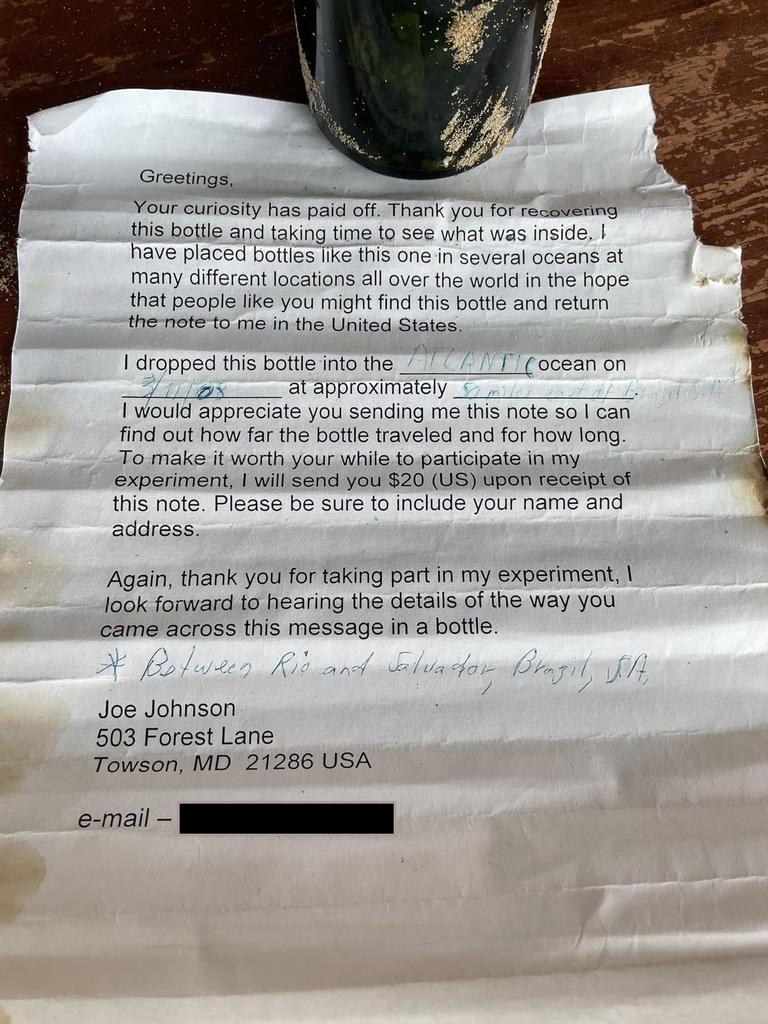 Greetings,
Your curiosity has paid off. Thank you for recovering
this bottle and taking time to see what was inside. I
have placed bottles like this one in several oceans at
many different locations all over the world in the hope
that people like you might find this bottle and return
the note to me in the United States.
I dropped this bottle into the ATLANTIC ocean on
3/11/08 at approximately 50 miles east of Brazil S.A.*
I would appreciate you sending me this note so I can
find out how far the bottle traveled and for how long.
To make it worth your while to participate in my
experiment, I will send you $20 (US) upon receipt of
this note. Please be sure to include your name and
address.
Again, thank you for taking part in my experiment, I
look forward to hearing the details of the way you
came across this message in a bottle.
* Between Rio and Salvador, Brazil, S.A.
Joe Johnson
503 Forest Lane
Towson, MD 21286 USA
e-mail –